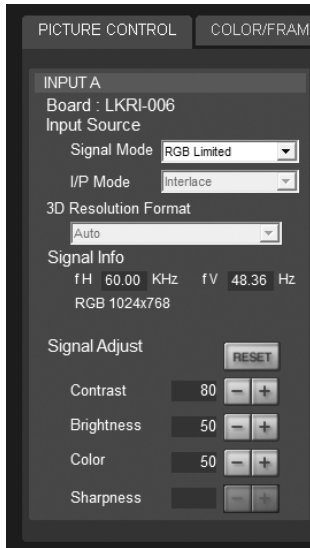 PICTURE CONTROL COLOR/FRAM
INPUT A
Board : LKRI-006
Input Source
Signal Mode RGB Limited
I/P Mode Interlace
3D Resolution Format
Auto
Signal Info
fH 60.00 KHz fV 48.36 Hz
RGB 1024x768
Signal Adjust RESET
Contrast 80 - +
Brightness 50 - +
Color 50 - +
Sharpness - +